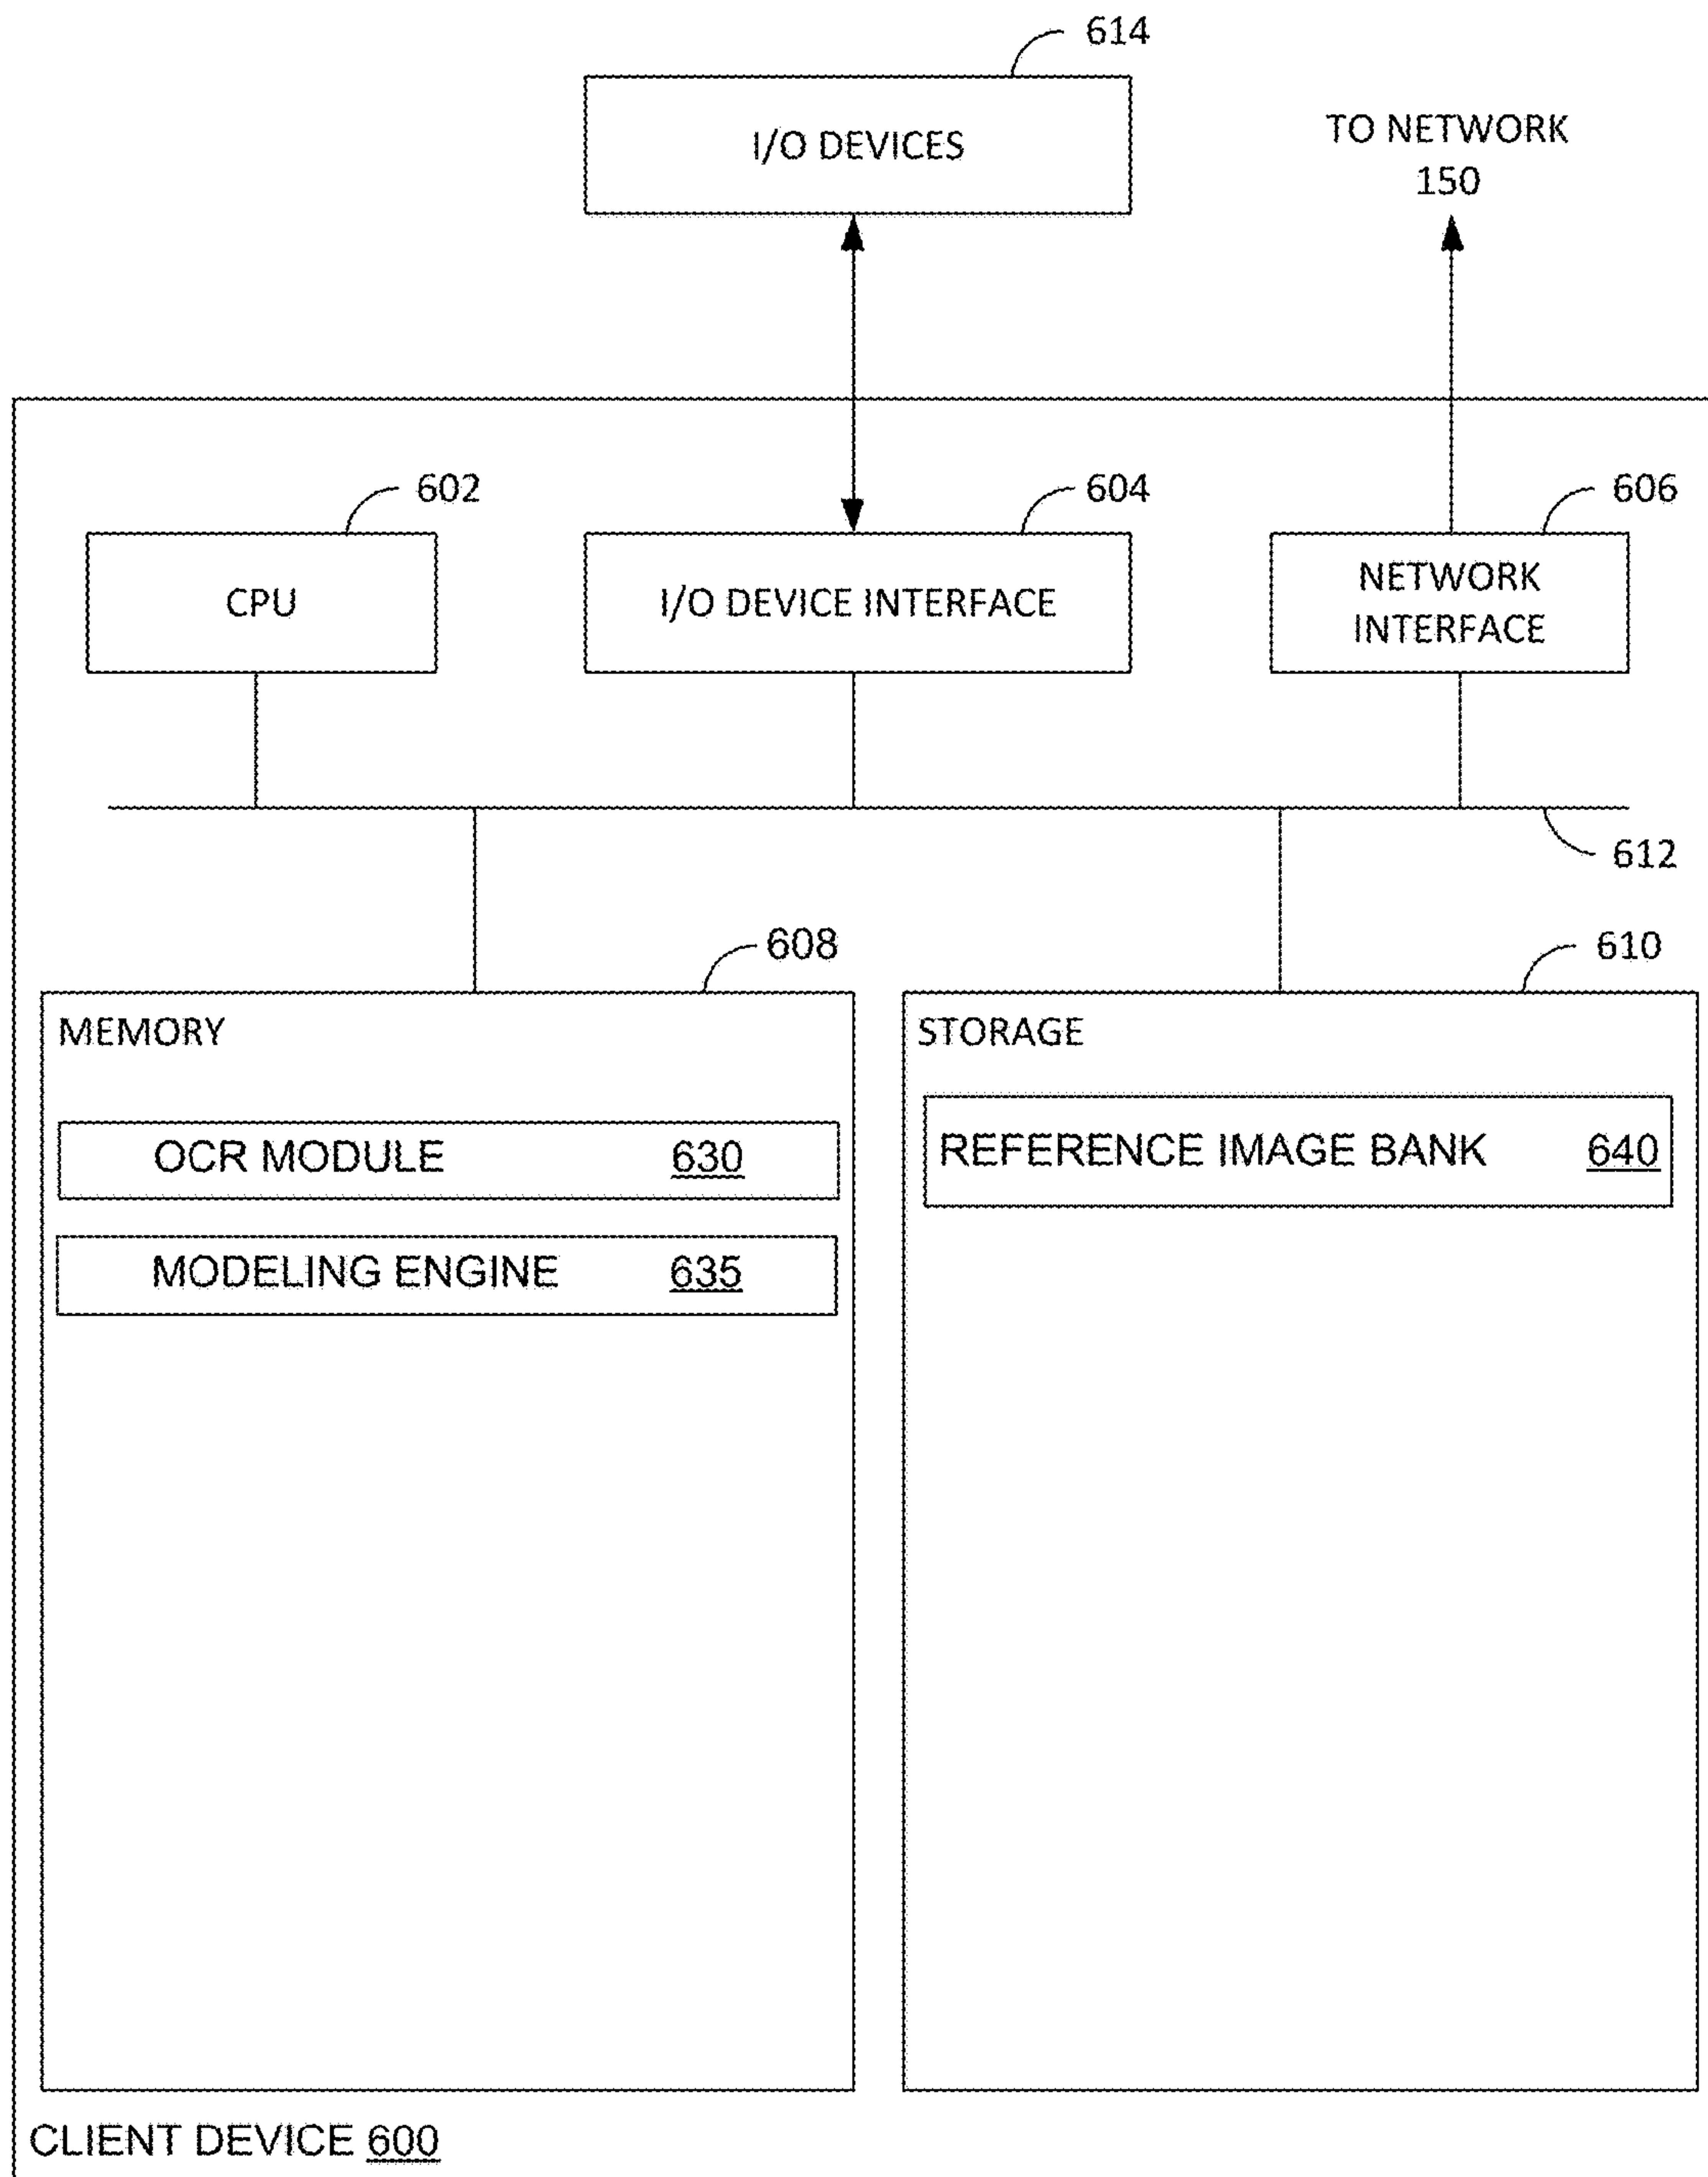 614
I/O DEVICES
TO NETWORK
150
602
604
606
CPU
I/O DEVICE INTERFACE
NETWORK
INTERFACE
612
608
610
MEMORY
STORAGE
OCR MODULE 630
REFERENCE IMAGE BANK 640
MODELING ENGINE 635
CLIENT DEVICE 600